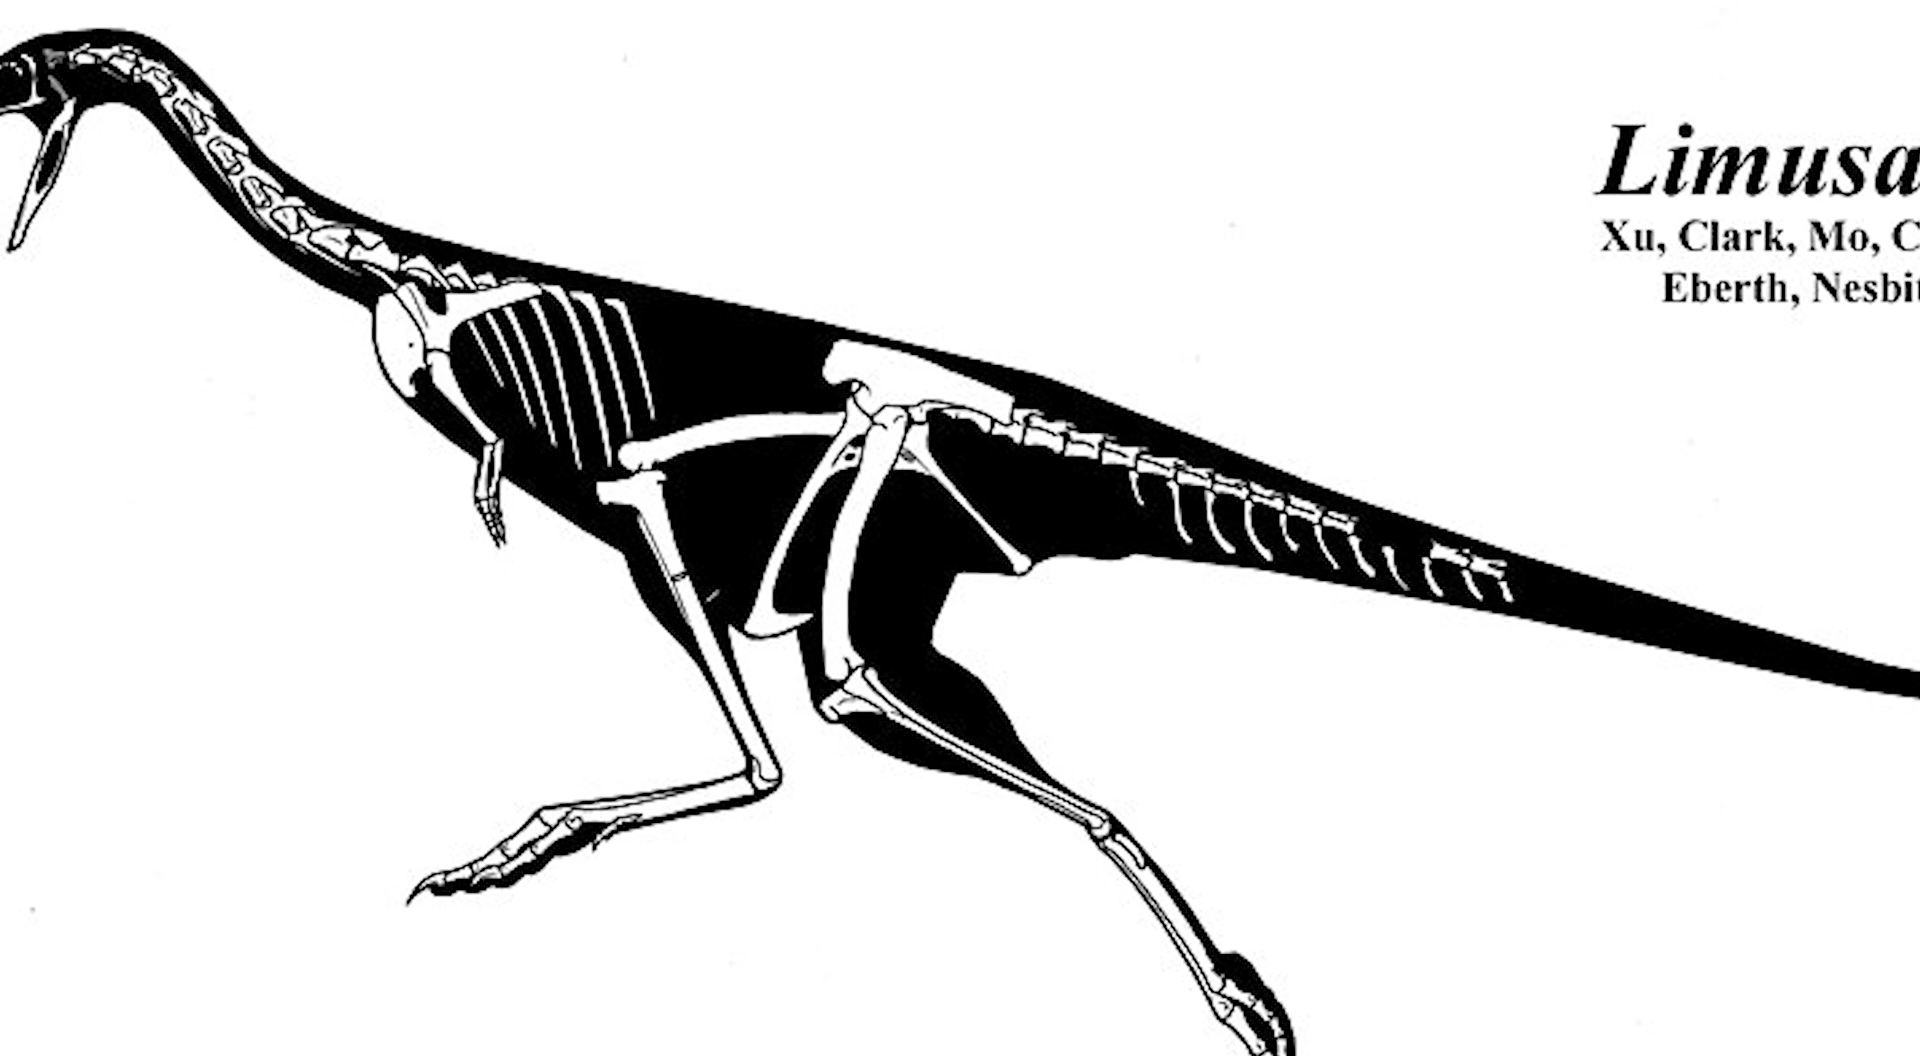 Limusa
Xu, Clark, Mo, C
Eberth, Nesbit